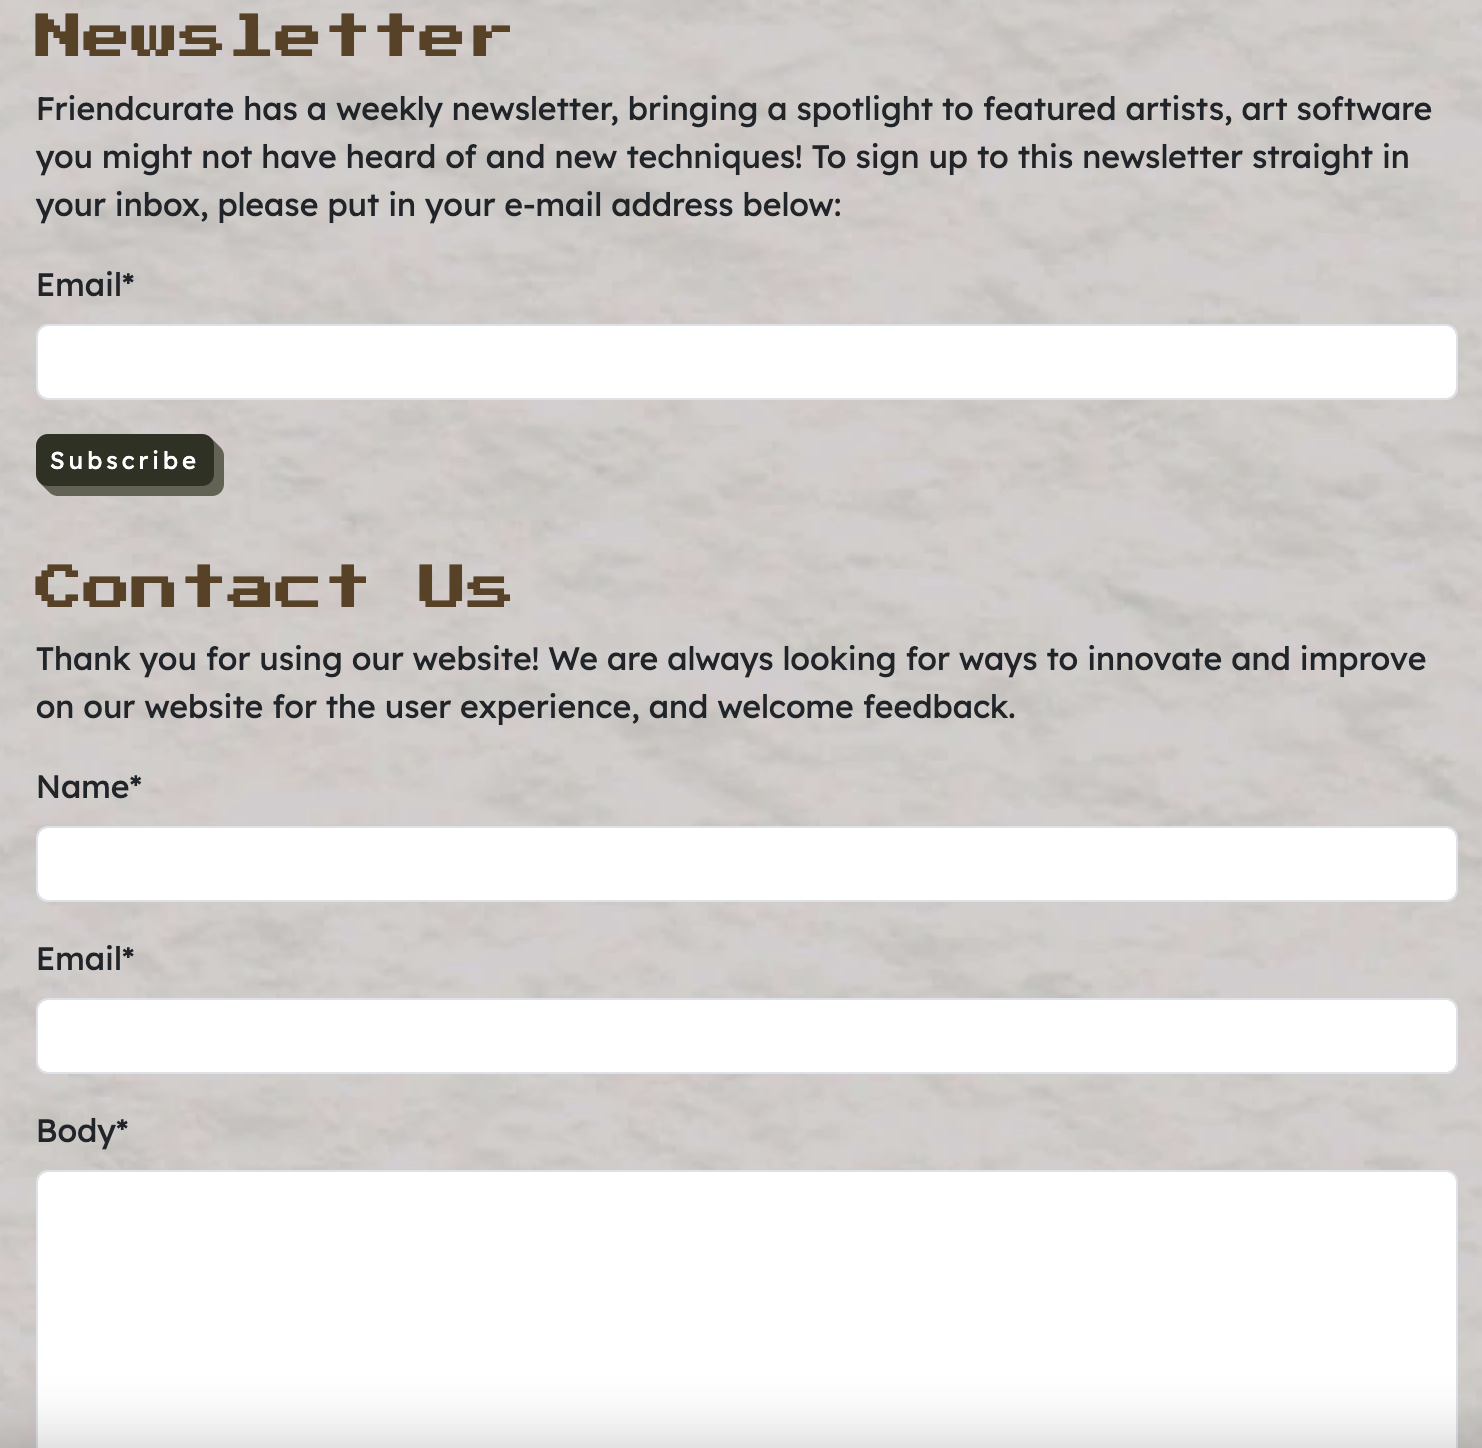 Newsletter
Friendcurate has a weekly newsletter, bringing a spotlight to featured artists, art software
you might not have heard of and new techniques! To sign up to this newsletter straight in
your inbox, please put in your e-mail address below:
Email*
Subscribe
Contact Us
Thank you for using our website! We are always looking for ways to innovate and improve
on our website for the user experience, and welcome feedback.
Name*
Email*
Body*